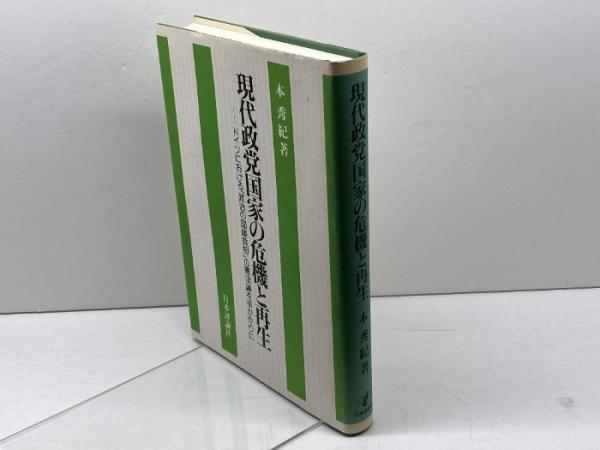 本 秀紀著
現代政党国家の危機と再生
ドイツにおける「政治の国庫負担」の憲法論を手がかりに
日本評論社
現代政党国家の危機と再生
本 秀紀著